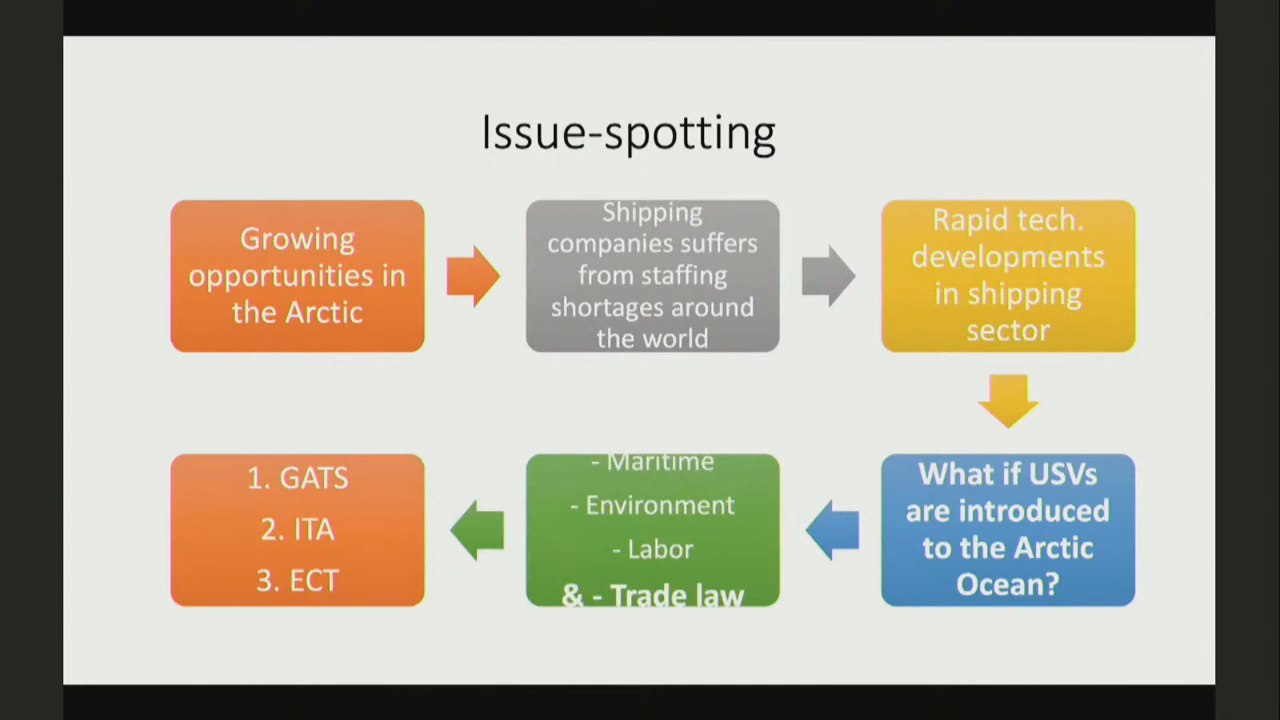 Issue-spotting
Growing
opportunities in
the Arctic
Shipping
companies suffers
from staffing
shortages around
the world
Rapid tech.
developments
in shipping
sector
What if USVs
are introduced
to the Arctic
Ocean?
- Maritime
- Environment
- Labor
& - Trade law
1. GATS
2. ITA
3. ECT